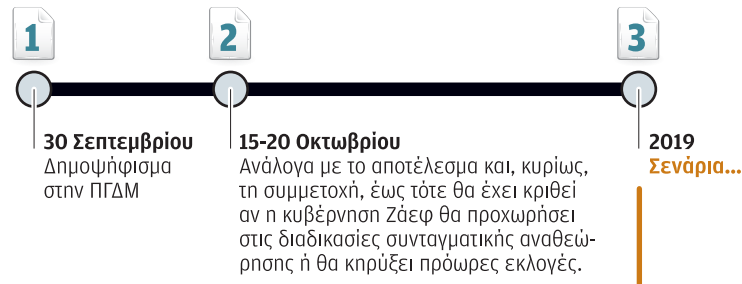 1
2
3
30 Σεπτεμβρίου
Δημοψήφισμα
στην ΠΓΔΜ
15-20 Οκτωβρίου
Ανάλογα με το αποτέλεσμα και, κυρίως,
τη συμμετοχή, έως τότε θα έχει κριθεί
αν η κυβέρνηση Ζάεφ θα προχωρήσει
στις διαδικασίες συνταγματικής αναθεώ-
ρησης ή θα κηρύξει πρόωρες εκλογές.
2019
Σενάρια...